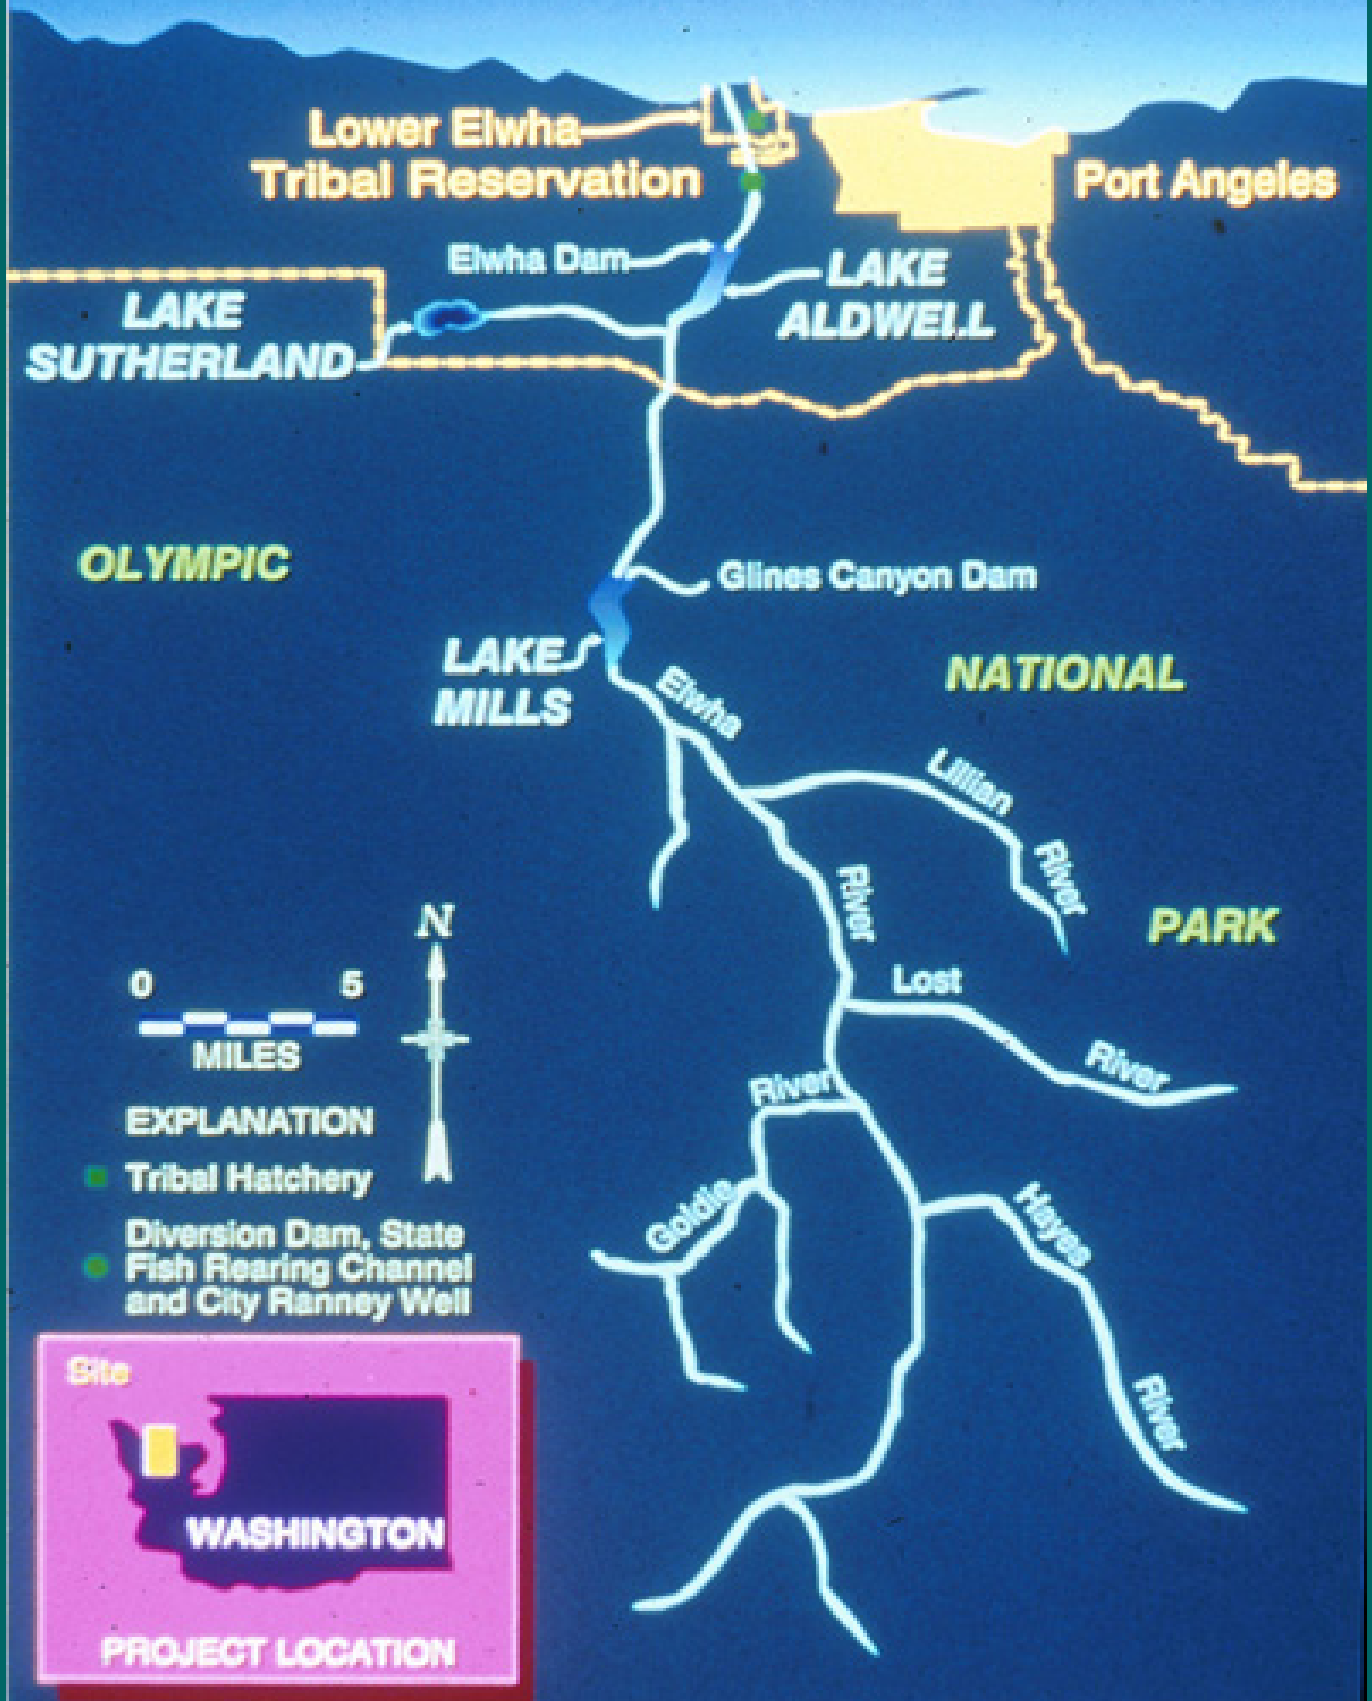 Lower Elwha
Tribal Reservation
Port Angeles
Elwha Dam
LAKE
ALDWELL
LAKE
SUTHERLAND
OLYMPIC
Glines Canyon Dam
LAKE
MILLS
NATIONAL
Elwha
River
Lillian
River
PARK
N
0 5
MILES
Lost
River
River
Goldie
Hayes
River
EXPLANATION
Tribal Hatchery
Diversion Dam, State
Fish Rearing Channel
and City Ranney Well
Site
WASHINGTON
PROJECT LOCATION